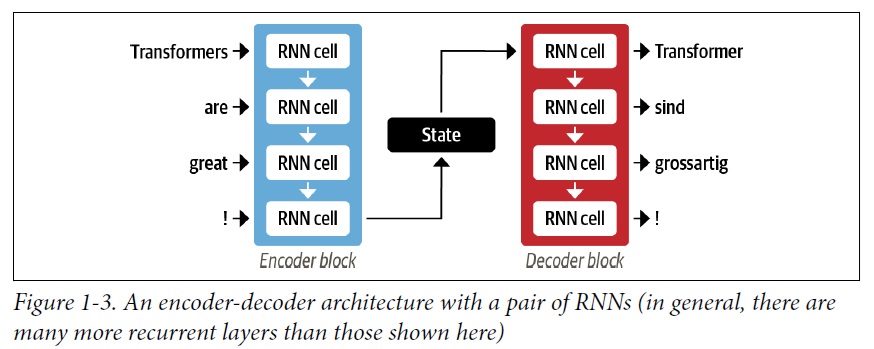 Transformers RNN cell RNN cell Transformer
are RNN cell RNN cell sind
State
great RNN cell RNN cell grossartig
! RNN cell RNN cell !
Encoder block Decoder block
Figure 1-3. An encoder-decoder architecture with a pair of RNNs (in general, there are
many more recurrent layers than those shown here)